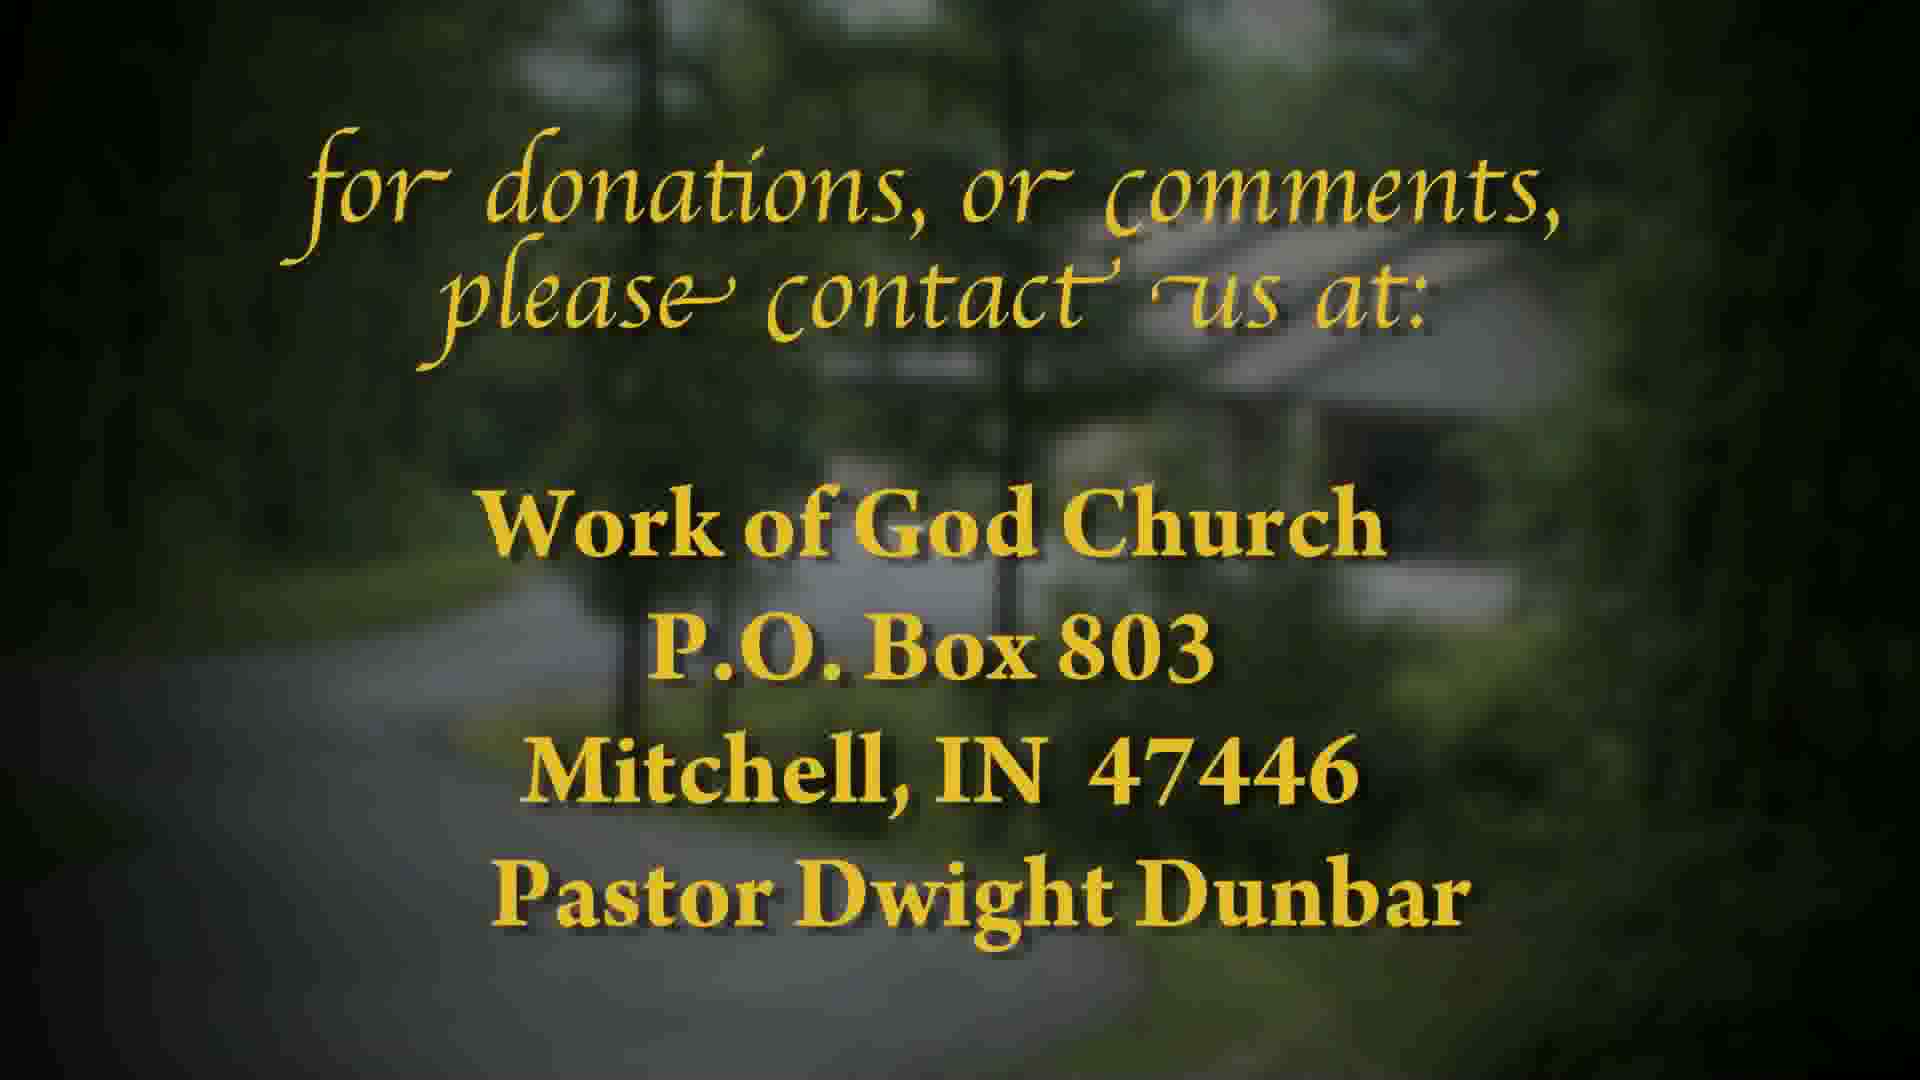 for donations, or comments,
please contact us at:
Work of God Church
P.O. Box 803
Mitchell, IN  47446
Pastor Dwight Dunbar